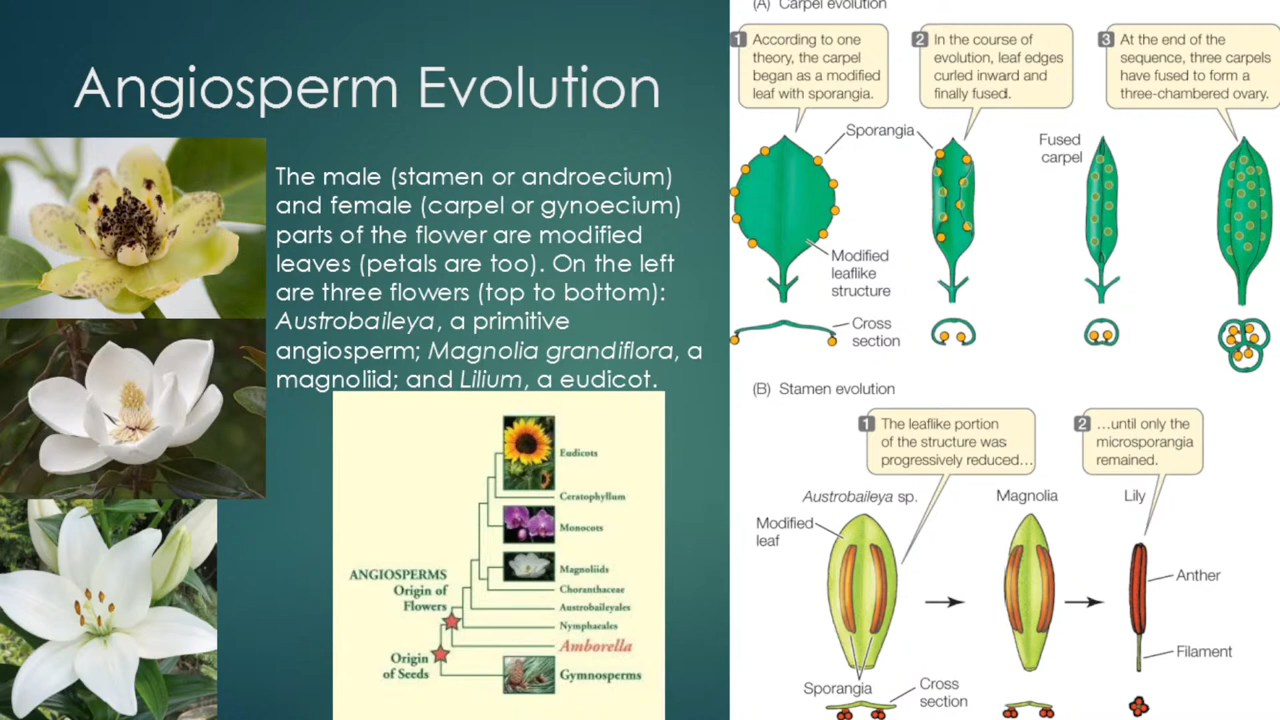 Angiosperm Evolution
The male (stamen or androecium)
and female (carpel or gynoecium)
parts of the flower are modified
leaves (petals are too). On the left
are three flowers (top to bottom):
Austrobaileya, a primitive
angiosperm; Magnolia grandiflora, a
magnoliid; and Lilium, a eudicot.
Eudicots
Ceratophyllum
Monocots
Magnoliids
Choranthaceae
Austrobaileyales
Nymphaeales
Amborella
Gymnosperms
ANGIOSPERMS
Origin of
Flowers
Origin
of Seeds
(A) Carpel evolution
1 According to one
theory, the carpel
began as a modified
leaf with sporangia.
2 In the course of
evolution, leaf edges
curled inward and
finally fused.
3 At the end of the
sequence, three carpels
have fused to form a
three-chambered ovary.
Sporangia
Fused
carpel
Modified
leaflike
structure
Cross
section
(B) Stamen evolution
1 The leaflike portion
of the structure was
progressively reduced…
2 …until only the
microsporangia
remained.
Austrobaileya sp.
Magnolia
Lily
Modified
leaf
Anther
Filament
Sporangia
Cross
section